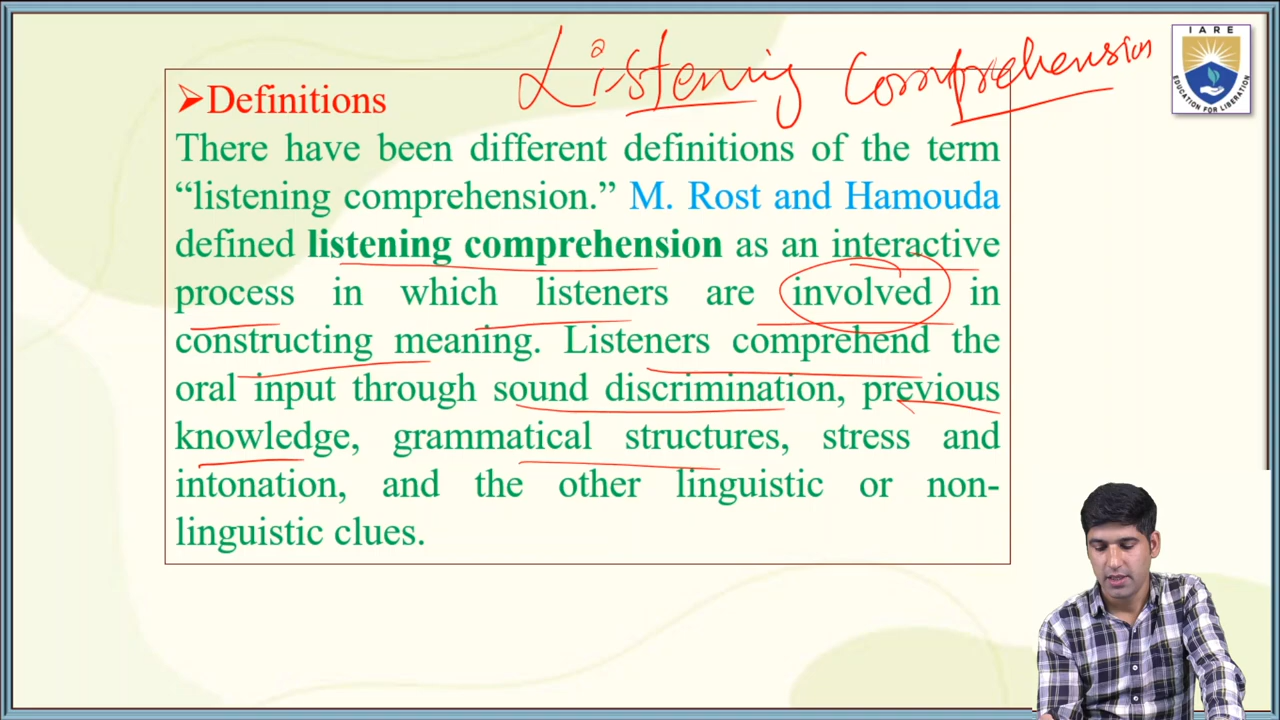 Listening Comprehension
IARE
EDUCATION FOR LIBERATION
➤Definitions
There have been different definitions of the term
“listening comprehension.” M. Rost and Hamouda
defined listening comprehension as an interactive
process in which listeners are involved in
constructing meaning. Listeners comprehend the
oral input through sound discrimination, previous
knowledge, grammatical structures, stress and
intonation, and the other linguistic or non-
linguistic clues.